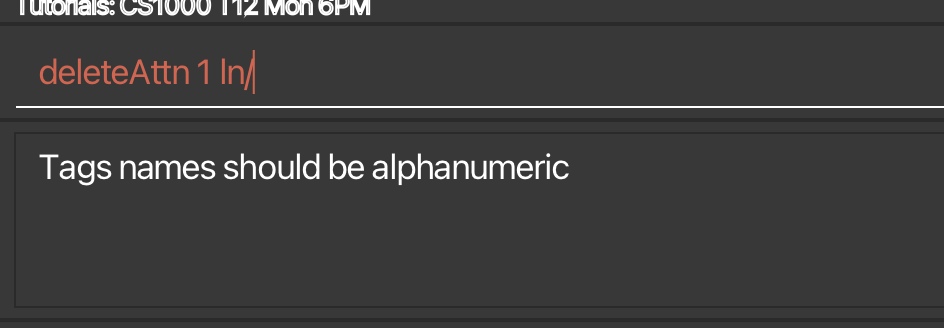 Tutorials: CS1000 T12 Mon 6PM
deleteAttn 1 ln/
Tags names should be alphanumeric